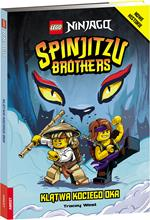 LEGO
NINJAGO
SPINJITZU
BROTHERS
KLĄTWA KOCIEGO OKA
Tracey West